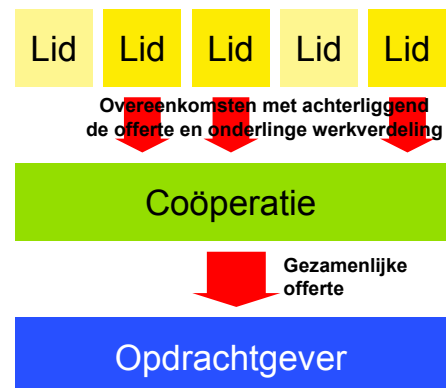 Lid Lid Lid Lid Lid
Overeenkomsten met achterliggend
de offerte en onderlinge werkverdeling
Coöperatie
Gezamenlijke
offerte
Opdrachtgever